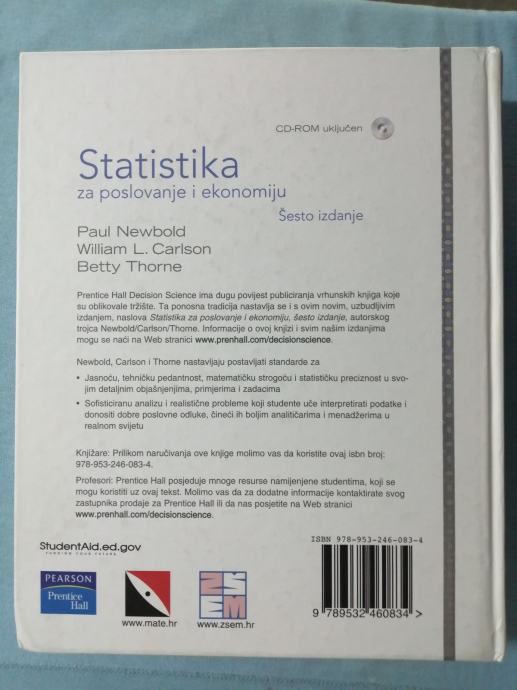 CD-ROM uključen
Statistika
za poslovanje i ekonomiju
Šesto izdanje
Paul Newbold
William L. Carlson
Betty Thorne
Prentice Hall Decision Science ima dugu povijest publiciranja vrhunskih knjiga koje
su oblikovale tržište. Ta ponosna tradicija nastavlja se i s ovim novim, uzbudljivim
izdanjem, naslova Statistika za poslovanje i ekonomiju, šesto izdanje, autorskog
trojca Newbold/Carlson/Thorne. Informacije o ovoj knjizi i svim našim izdanjima
mogu se naći na Web stranici www.prenhall.com/decisionscience.
Newbold, Carlson i Thorne nastavljaju postavljati standarde za
• Jasnoću, tehničku pedantnost, matematičku strogoću i statističku preciznost u svo-
jim detaljnim objašnjenjima, primjerima i zadacima
• Sofisticiranu analizu i realistične probleme koji studente uče interpretirati podatke i
donositi dobre poslovne odluke, čineći ih boljim analitičarima i menadžerima u
realnom svijetu
Knjižare: Prilikom naručivanja ove knjige molimo vas da koristite ovaj isbn broj:
978-953-246-083-4.
Profesori: Prentice Hall posjeduje mnoge resurse namijenjene studentima, koji se
mogu koristiti uz ovaj tekst. Molimo vas da za dodatne informacije kontaktirate svog
zastupnika prodaje za Prentice Hall ili da nas posjetite na Web stranici
www.prenhall.com/decisionscience.
StudentAid.ed.gov
FUNDING YOUR FUTURE.
PEARSON
Prentice
Hall
www.mate.hr
ZS
EM
www.zsem.hr
ISBN 978-953-246-083-4
9 789532 460834 >